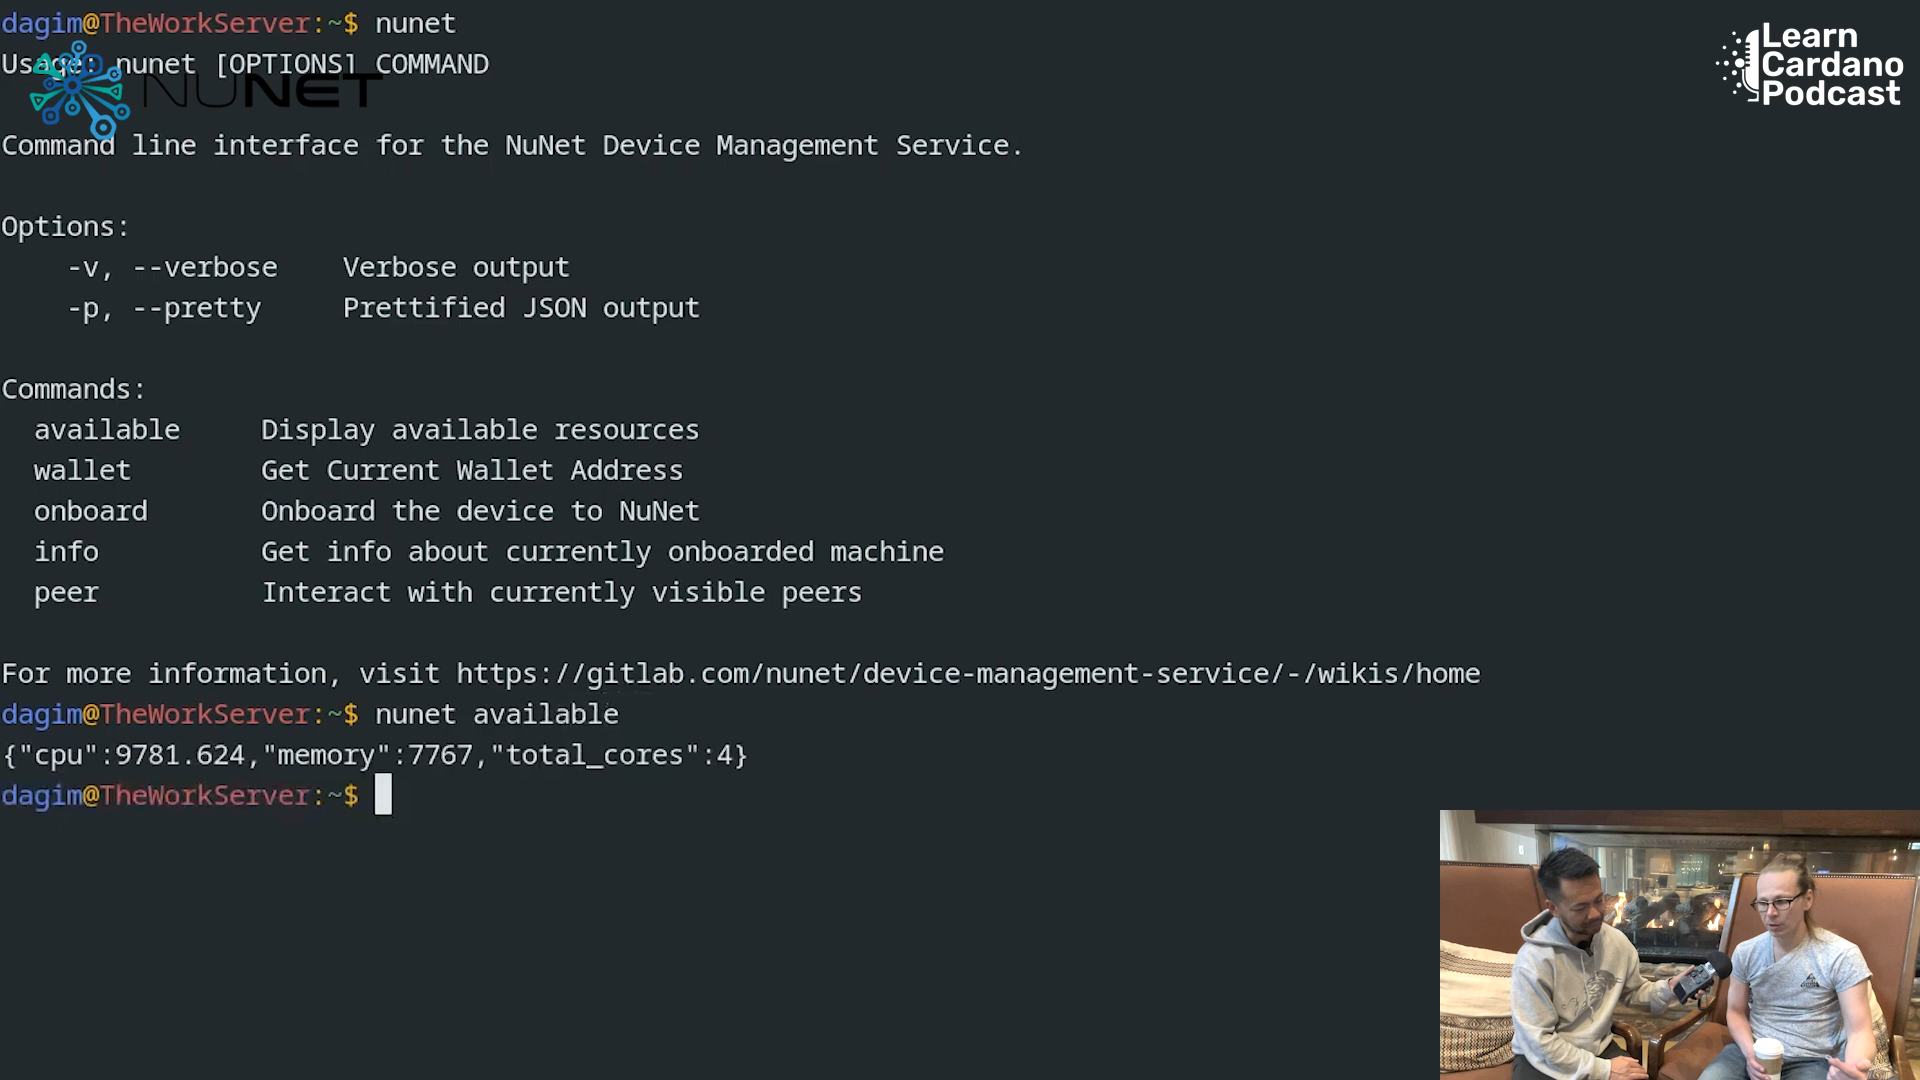 dagim@TheWorkServer:~$ nunet
Usage: nunet [OPTIONS] COMMAND
NUNET
Learn
Cardano
Podcast
Command line interface for the NuNet Device Management Service.
Options:
-v, --verbose Verbose output
-p, --pretty Prettified JSON output
Commands:
available Display available resources
wallet Get Current Wallet Address
onboard Onboard the device to NuNet
info Get info about currently onboarded machine
peer Interact with currently visible peers
For more information, visit https://gitlab.com/nunet/device-management-service/-/wikis/home
dagim@TheWorkServer:~$ nunet available
{"cpu":9781.624,"memory":7767,"total_cores":4}
dagim@TheWorkServer:~$